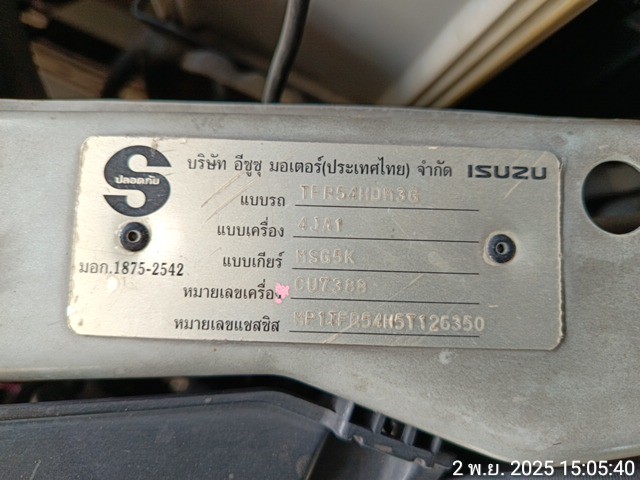 S
ปลอดภัย
บริษัท อีซูซุ มอเตอร์(ประเทศไทย) จำกัด ISUZU
แบบรถ
แบบเครื่อง 4JA1
แบบเกียร์ MSG5K
มอก.1875-2542
หมายเลขเครื่อง CU7388
หมายเลขแชสซิส
2 พ.ย. 2025 15:05:40